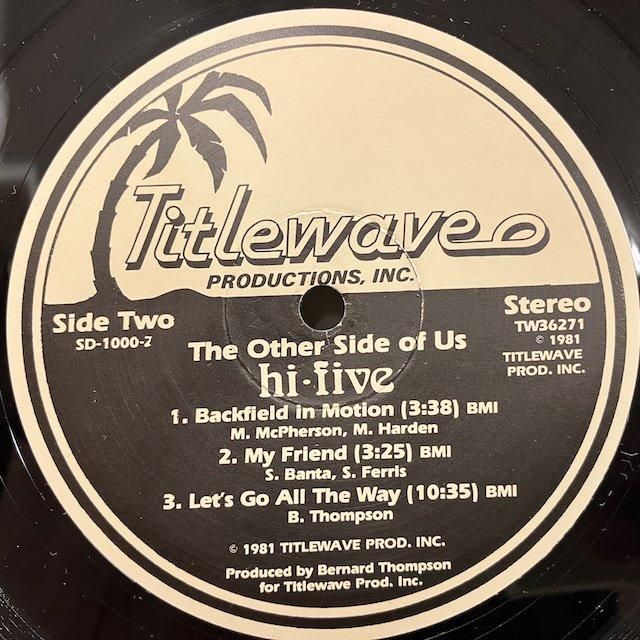 Titlewave
PRODUCTIONS, INC.
Side Two
SD-1000-2
Stereo
TW36271
© 1981
TITLEWAVE
PROD. INC.
The Other Side of Us
hi·five
1. Backfield in Motion (3:38) BMI
M. McPherson, M. Harden
2. My Friend (3:25) BMI
S. Banta, S. Ferris
3. Let's Go All The Way (10:35) BMI
B. Thompson
© 1981 TITLEWAVE PROD. INC.
Produced by Bernard Thompson
for Titlewave Prod. Inc.